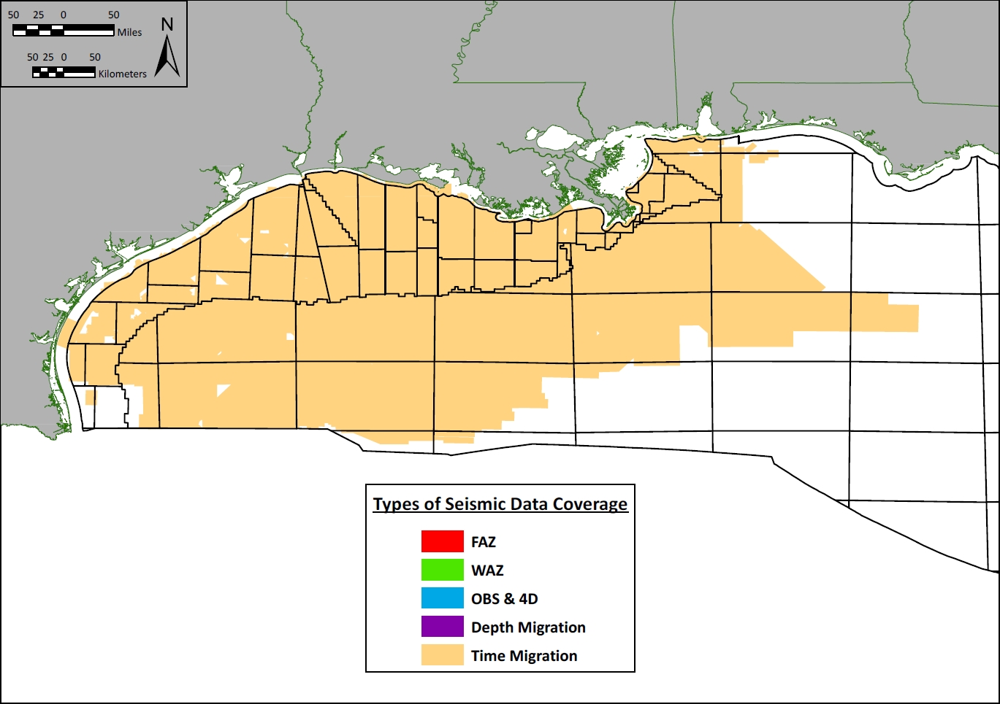 50 25 0 50
Miles
N
50 25 0 50
Kilometers
Types of Seismic Data Coverage
FAZ
WAZ
OBS & 4D
Depth Migration
Time Migration